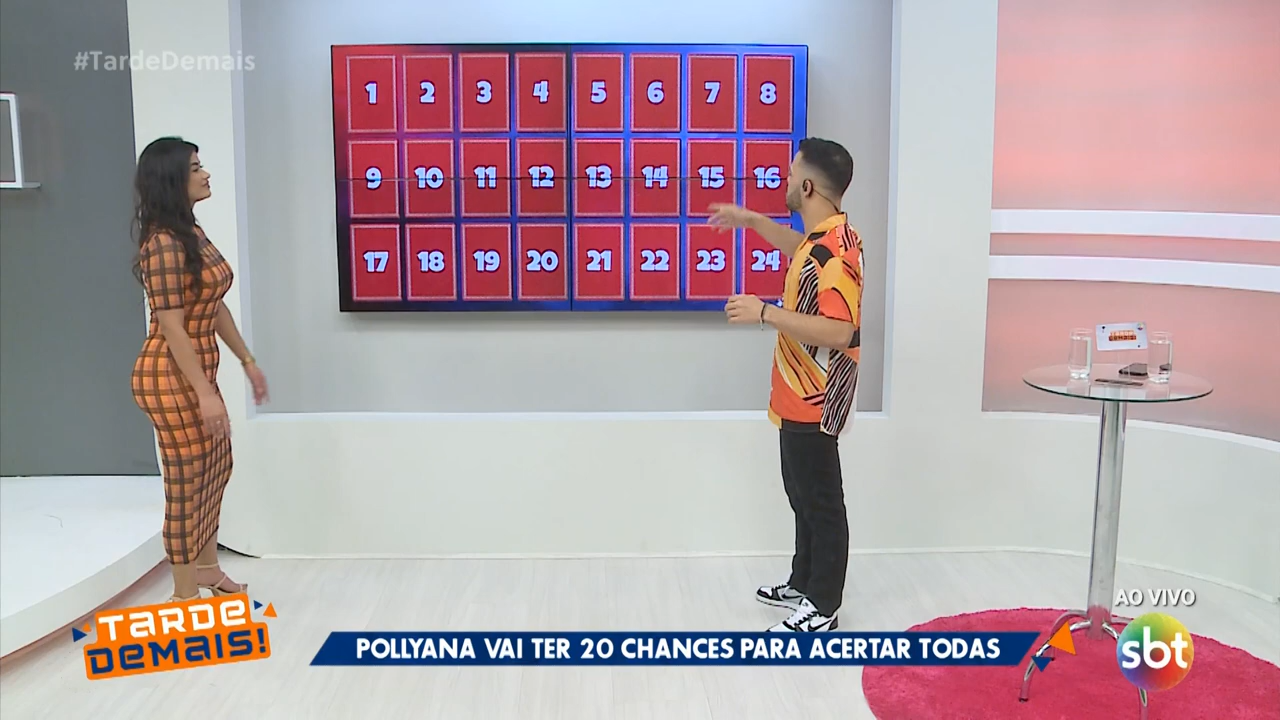 #TardeDemais
1 2 3 4 5 6 7 8
9 10 11 12 13 14 15 16
17 18 19 20 21 22 23 24
DEMAIS!
AO VIVO
TARDE
DEMAIS!
POLLYANA VAI TER 20 CHANCES PARA ACERTAR TODAS
sbt